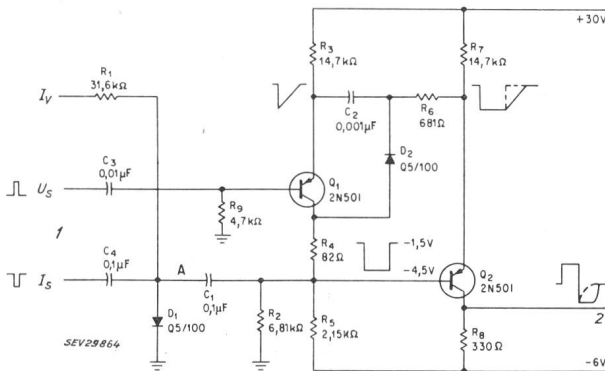 +30V
R3
14,7kΩ
R7
14,7kΩ
R1
31,6kΩ
IV
C2
0,001µF
R6
681Ω
D2
Q5/100
C3
0,01µF
US
Q1
2N501
R9
4,7kΩ
1
R4
82Ω
-1,5V
-4,5V
C4
0,1µF
IS
A
C1
0,1µF
Q2
2N501
D1
Q5/100
R2
6,81kΩ
R5
2,15kΩ
R8
330Ω
2
SEV29864
-6V